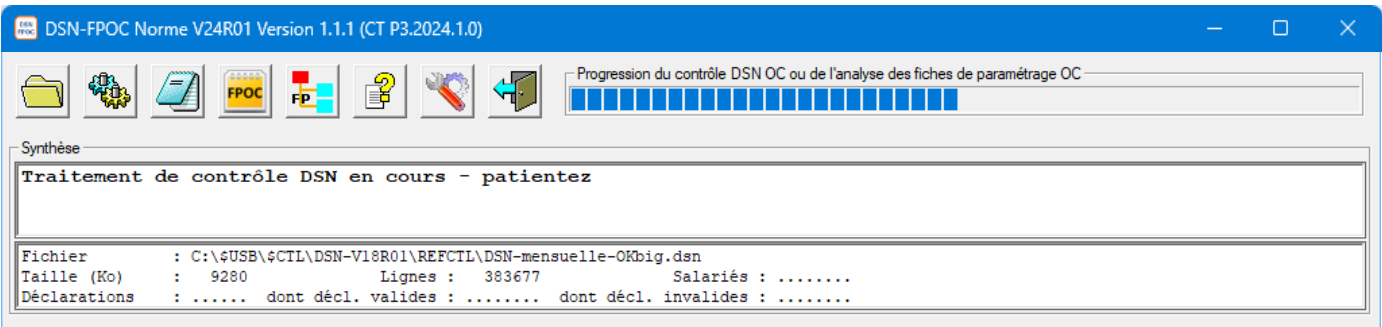 DSN-FPOC Norme V24R01 Version 1.1.1 (CT P3.2024.1.0)
Progression du contrôle DSN OC ou de l'analyse des fiches de paramétrage OC
FPOC
FP
Synthèse
Traitement de contrôle DSN en cours - patientez
Fichier : C:\$USB\$CTL\DSN-V18R01\REFCTL\DSN-mensuelle-OKbig.dsn
Taille (Ko) : 9280 Lignes : 383677 Salariés : ........
Déclarations : ...... dont décl. valides : ........ dont décl. invalides : ........